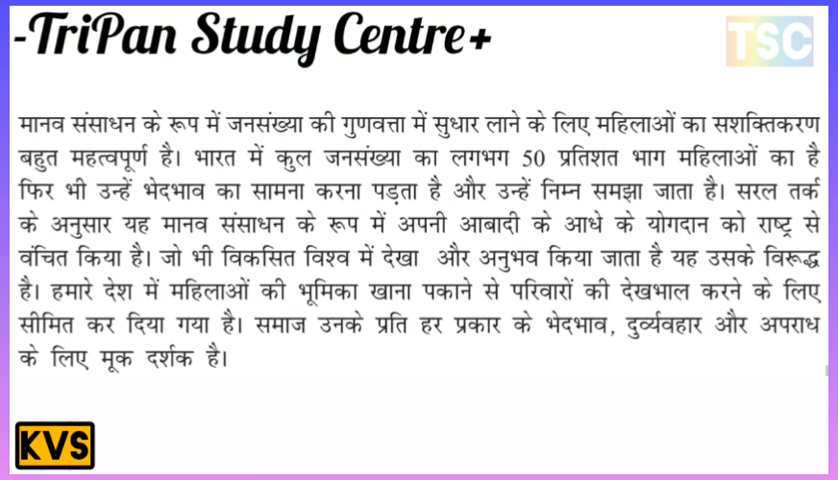 -TriPan Study Centre+
TSC
मानव संसाधन के रूप में जनसंख्या की गुणवत्ता में सुधार लाने के लिए महिलाओं का सशक्तिकरण
बहुत महत्वपूर्ण है। भारत में कुल जनसंख्या का लगभग 50 प्रतिशत भाग महिलाओं का है
फिर भी उन्हें भेदभाव का सामना करना पड़ता है और उन्हें निम्न समझा जाता है। सरल तर्क
के अनुसार यह मानव संसाधन के रूप में अपनी आबादी के आधे के योगदान को राष्ट्र से
वंचित किया है। जो भी विकसित विश्व में देखा और अनुभव किया जाता है यह उसके विरूद्ध
है। हमारे देश में महिलाओं की भूमिका खाना पकाने से परिवारों की देखभाल करने के लिए
सीमित कर दिया गया है। समाज उनके प्रति हर प्रकार के भेदभाव, दुर्व्यवहार और अपराध
के लिए मूक दर्शक है।
KVS